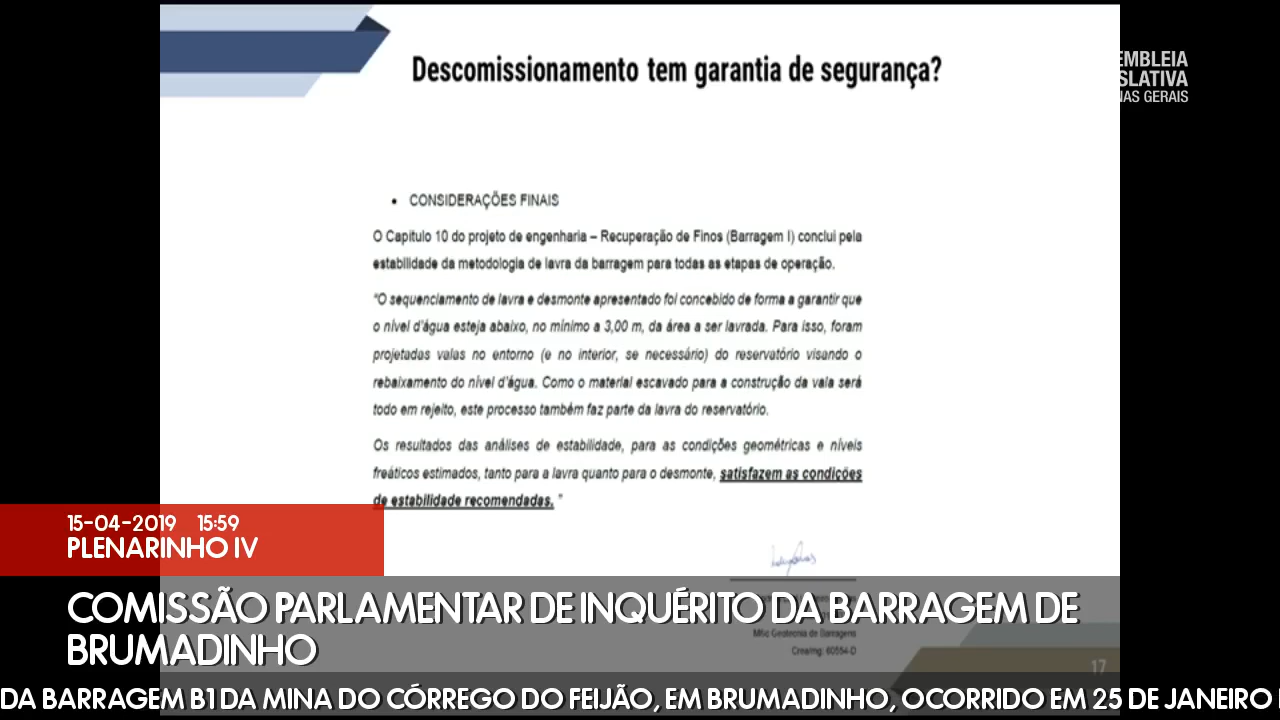 Descomissionamento tem garantia de segurança?
EMBLEIA
SLATIVA
NAS GERAIS
• CONSIDERAÇÕES FINAIS
O Capítulo 10 do projeto de engenharia – Recuperação de Finos (Barragem I) conclui pela
estabilidade da metodologia de lavra da barragem para todas as etapas de operação.
"O sequenciamento de lavra e desmonte apresentado foi concebido de forma a garantir que
o nível d'água esteja abaixo, no mínimo a 3,00 m, da área a ser lavrada. Para isso, foram
projetadas valas no entorno (e no interior, se necessário) do reservatório visando o
rebaixamento do nível d'água. Como o material escavado para a construção da vala será
todo em rejeito, este processo também faz parte da lavra do reservatório.
Os resultados das análises de estabilidade, para as condições geométricas e níveis
freáticos estimados, tanto para a lavra quanto para o desmonte, satisfazem as condições
de estabilidade recomendadas. "
15-04-2019 15:59
PLENARINHO IV
COMISSÃO PARLAMENTAR DE INQUÉRITO DA BARRAGEM DE
BRUMADINHO
MSc Geotecnia de Barragens
Crea/mg: 60554-D
17
DA BARRAGEM B1 DA MINA DO CÓRREGO DO FEIJÃO, EM BRUMADINHO, OCORRIDO EM 25 DE JANEIRO